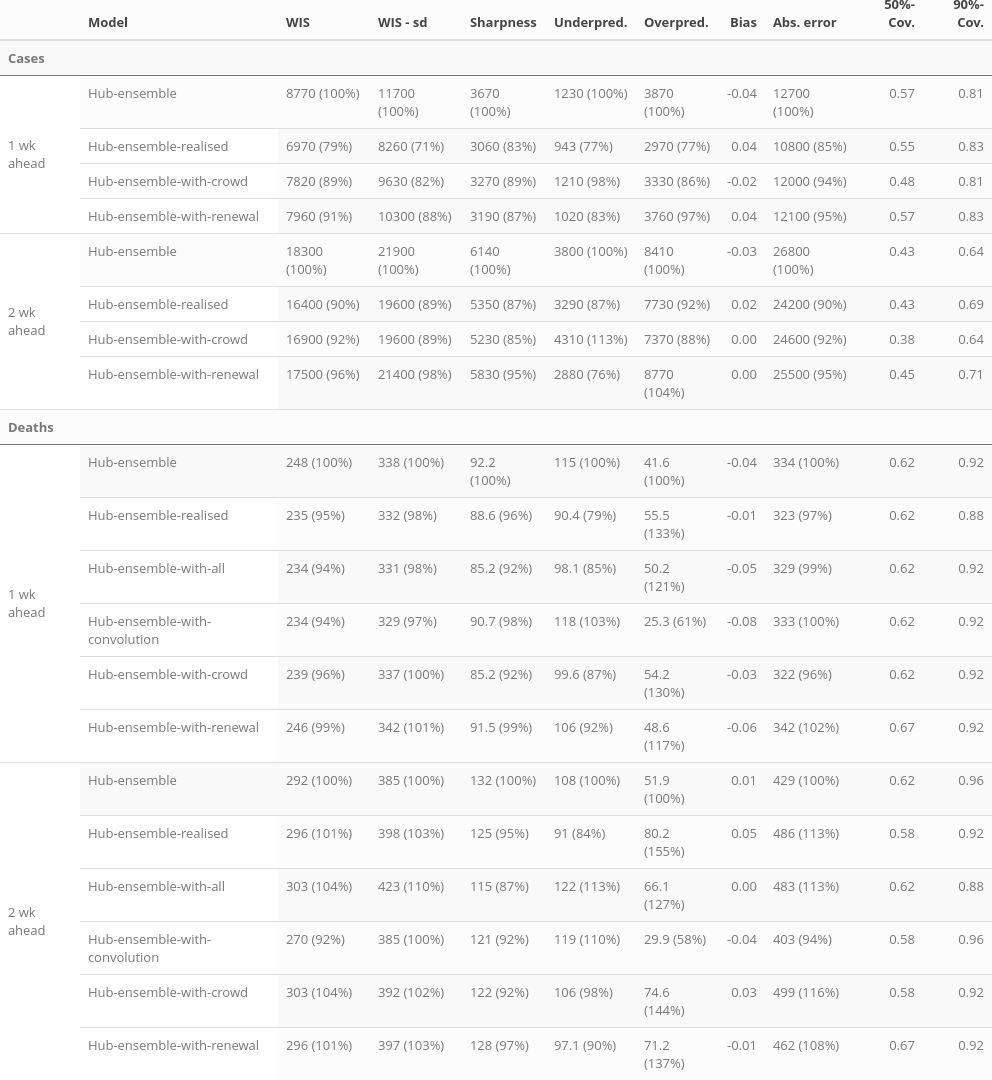 Model WIS WIS - sd Sharpness Underpred. Overpred. Bias Abs. error 50%-Cov. 90%-Cov.
Cases
1 wk ahead
Hub-ensemble 8770 (100%) 11700 (100%) 3670 (100%) 1230 (100%) 3870 (100%) -0.04 12700 (100%) 0.57 0.81
Hub-ensemble-realised 6970 (79%) 8260 (71%) 3060 (83%) 943 (77%) 2970 (77%) 0.04 10800 (85%) 0.55 0.83
Hub-ensemble-with-crowd 7820 (89%) 9630 (82%) 3270 (89%) 1210 (98%) 3330 (86%) -0.02 12000 (94%) 0.48 0.81
Hub-ensemble-with-renewal 7960 (91%) 10300 (88%) 3190 (87%) 1020 (83%) 3760 (97%) 0.04 12100 (95%) 0.57 0.83
2 wk ahead
Hub-ensemble 18300 (100%) 21900 (100%) 6140 (100%) 3800 (100%) 8410 (100%) -0.03 26800 (100%) 0.43 0.64
Hub-ensemble-realised 16400 (90%) 19600 (89%) 5350 (87%) 3290 (87%) 7730 (92%) 0.02 24200 (90%) 0.43 0.69
Hub-ensemble-with-crowd 16900 (92%) 19600 (89%) 5230 (85%) 4310 (113%) 7370 (88%) 0.00 24600 (92%) 0.38 0.64
Hub-ensemble-with-renewal 17500 (96%) 21400 (98%) 5830 (95%) 2880 (76%) 8770 (104%) 0.00 25500 (95%) 0.45 0.71
Deaths
1 wk ahead
Hub-ensemble 248 (100%) 338 (100%) 92.2 (100%) 115 (100%) 41.6 (100%) -0.04 334 (100%) 0.62 0.92
Hub-ensemble-realised 235 (95%) 332 (98%) 88.6 (96%) 90.4 (79%) 55.5 (133%) -0.01 323 (97%) 0.62 0.88
Hub-ensemble-with-all 234 (94%) 331 (98%) 85.2 (92%) 98.1 (85%) 50.2 (121%) -0.05 329 (99%) 0.62 0.92
Hub-ensemble-with-convolution 234 (94%) 329 (97%) 90.7 (98%) 118 (103%) 25.3 (61%) -0.08 333 (100%) 0.62 0.92
Hub-ensemble-with-crowd 239 (96%) 337 (100%) 85.2 (92%) 99.6 (87%) 54.2 (130%) -0.03 322 (96%) 0.62 0.92
Hub-ensemble-with-renewal 246 (99%) 342 (101%) 91.5 (99%) 106 (92%) 48.6 (117%) -0.06 342 (102%) 0.67 0.92
2 wk ahead
Hub-ensemble 292 (100%) 385 (100%) 132 (100%) 108 (100%) 51.9 (100%) 0.01 429 (100%) 0.62 0.96
Hub-ensemble-realised 296 (101%) 398 (103%) 125 (95%) 91 (84%) 80.2 (155%) 0.05 486 (113%) 0.58 0.92
Hub-ensemble-with-all 303 (104%) 423 (110%) 115 (87%) 122 (113%) 66.1 (127%) 0.00 483 (113%) 0.62 0.88
Hub-ensemble-with-convolution 270 (92%) 385 (100%) 121 (92%) 119 (110%) 29.9 (58%) -0.04 403 (94%) 0.58 0.96
Hub-ensemble-with-crowd 303 (104%) 392 (102%) 122 (92%) 106 (98%) 74.6 (144%) 0.03 499 (116%) 0.58 0.92
Hub-ensemble-with-renewal 296 (101%) 397 (103%) 128 (97%) 97.1 (90%) 71.2 (137%) -0.01 462 (108%) 0.67 0.92